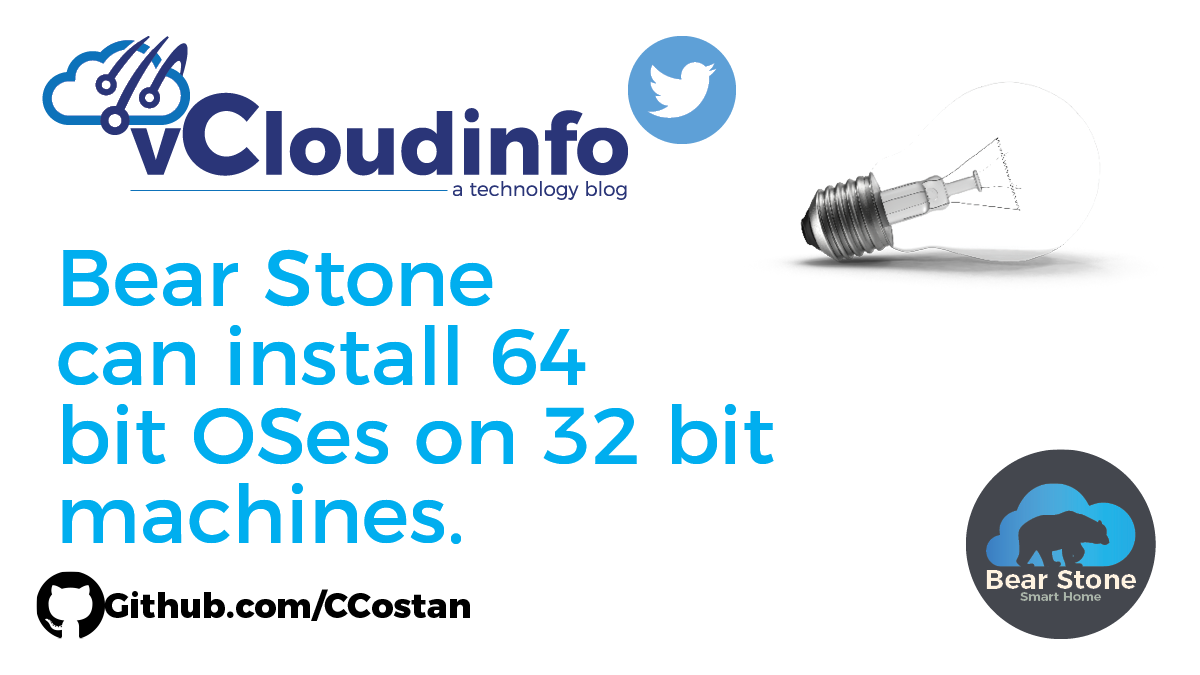 vCloudinfo
a technology blog
Bear Stone
can install 64
bit OSes on 32 bit
machines.
Github.com/CCostan
Bear Stone
Smart Home